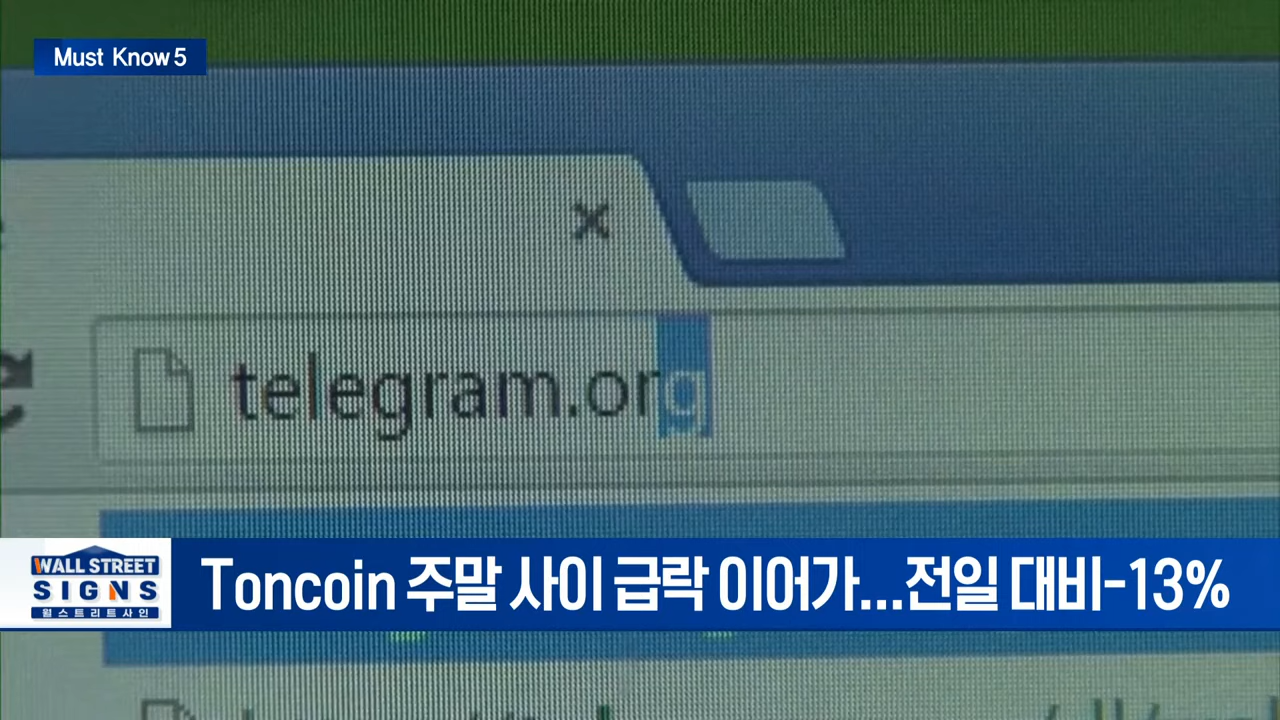 Must Know 5
×
telegram.org
WALL STREET
SIGNS
월스트리트사인
Toncoin 주말 사이 급락 이어가...전일 대비-13%